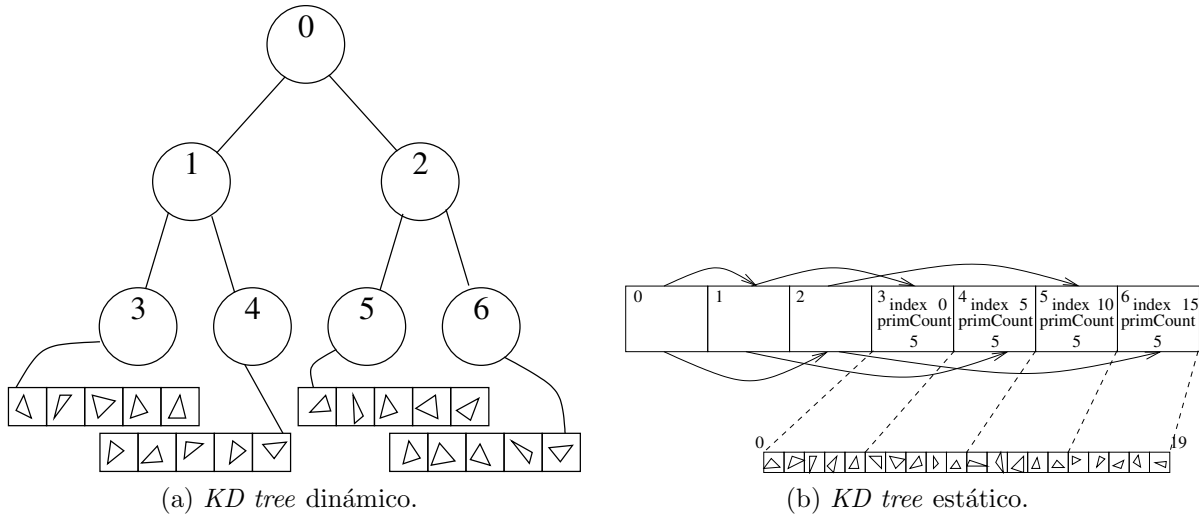 0
1
2
3
4
5
6
(a) KD tree dinámico.
0
1
2
3
index 0
primCount
5
4
index 5
primCount
5
5
index 10
primCount
5
6
index 15
primCount
5
0
19
(b) KD tree estático.